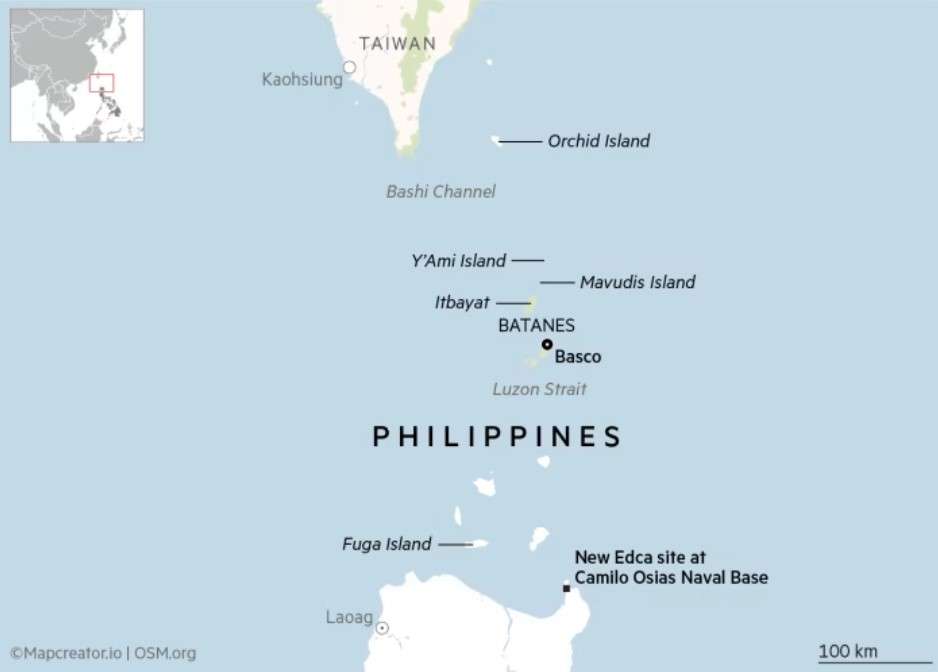 TAIWAN
Kaohsiung
Orchid Island
Bashi Channel
Y'Ami Island
Mavudis Island
Itbayat
BATANES
Basco
Luzon Strait
PHILIPPINES
Fuga Island
New Edca site at
Camilo Osias Naval Base
Laoag
©Mapcreator.io | OSM.org
100 km